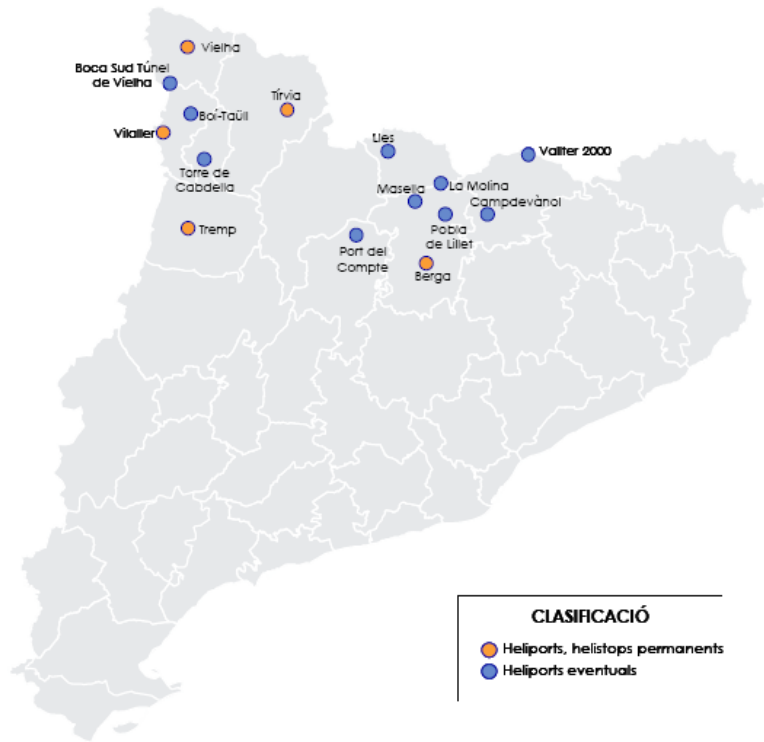 Vielha
Boca Sud Túnel
de Vielha
Tírvia
Boí-Taüll
Vilaller
Lles
Vallter 2000
Torre de
Cabdella
Masella
La Molina
Campdevànol
Tremp
Port del
Compte
Pobla
de Lillet
Berga
CLASIFICACIÓ
Heliports, helistops permanents
Heliports eventuals